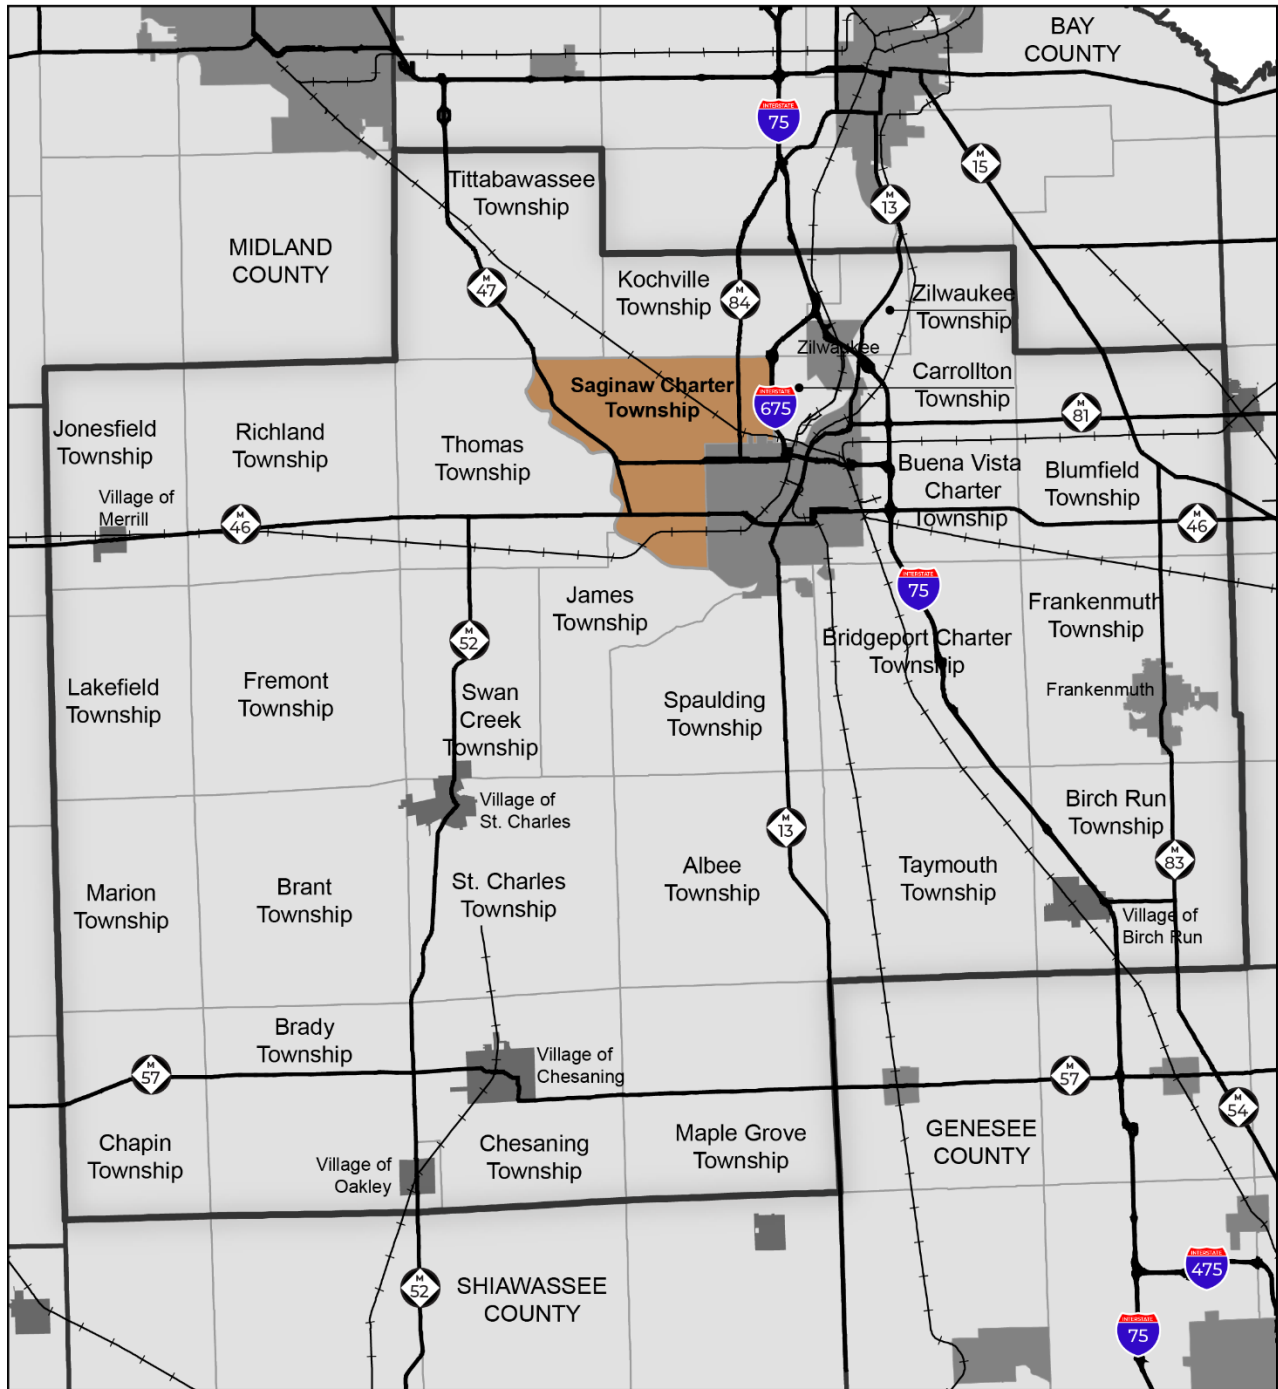 BAY
COUNTY
INTERSTATE
75
M
15
Tittabawassee
Township
M
13
MIDLAND
COUNTY
M
47
Kochville
Township
M
84
Zilwaukee
Township
Zilwaukee
Saginaw Charter
Township
INTERSTATE
675
Carrollton
Township
M
81
Jonesfield
Township
Richland
Township
Thomas
Township
Buena Vista
Charter
Township
Blumfield
Township
Village of
Merrill
M
46
M
46
INTERSTATE
75
James
Township
Frankenmuth
Township
M
52
Bridgeport Charter
Township
Lakefield
Township
Fremont
Township
Swan
Creek
Township
Spaulding
Township
Frankenmuth
Village of
St. Charles
M
13
Birch Run
Township
M
83
Marion
Township
Brant
Township
St. Charles
Township
Albee
Township
Taymouth
Township
Village of
Birch Run
Brady
Township
M
57
Village of
Chesaning
M
57
M
54
Chapin
Township
Village of
Oakley
Chesaning
Township
Maple Grove
Township
GENESEE
COUNTY
M
52
SHIAWASSEE
COUNTY
INTERSTATE
475
INTERSTATE
75